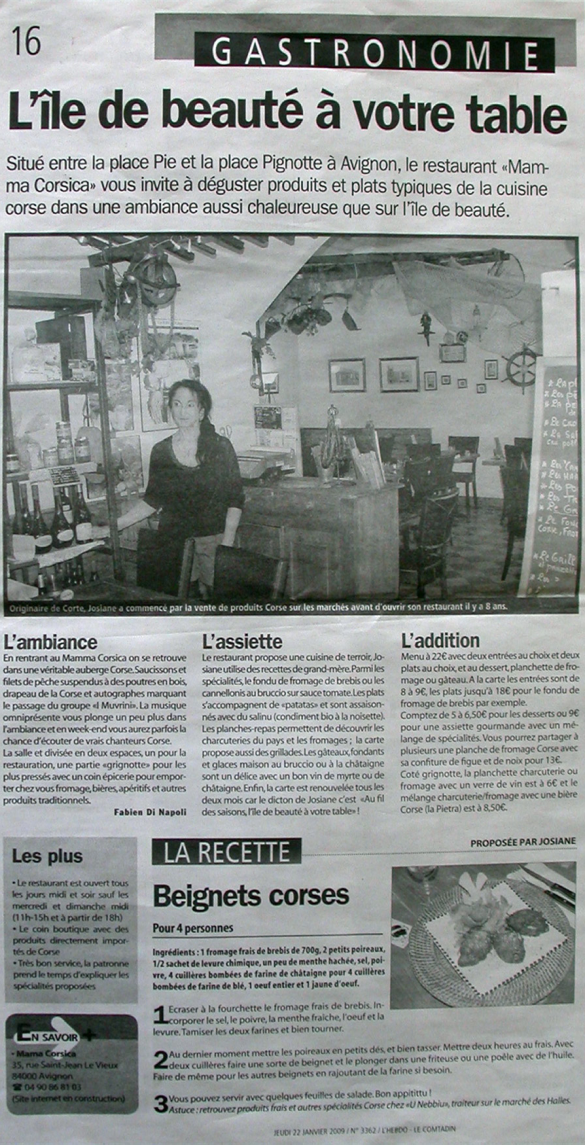 16
GASTRONOMIE
L'île de beauté à votre table
Situé entre la place Pie et la place Pignotte à Avignon, le restaurant «Mam-
ma Corsica» vous invite à déguster produits et plats typiques de la cuisine
corse dans une ambiance aussi chaleureuse que sur l'île de beauté.
Originaire de Corte, Josiane a commencé par la vente de produits Corse sur les marchés avant d'ouvrir son restaurant il y a 8 ans.
L'ambiance
En rentrant au Mamma Corsica on se retrouve
dans une véritable auberge Corse. Saucissons et
filets de pêche suspendus à des poutres en bois,
drapeau de la Corse et autographes marquant
le passage du groupe «I Muvrini». La musique
omniprésente vous plonge un peu plus dans
l'ambiance et en week-end vous aurez parfois la
chance d'écouter de vrais chanteurs Corse.
La salle et divisée en deux espaces, un pour la
restauration, une partie «grignotte» pour les
plus pressés avec un coin épicerie pour empor-
ter chez vous fromage, bières, apéritifs et autres
produits traditionnels.
Fabien Di Napoli
L'assiette
Le restaurant propose une cuisine de terroir, Jo-
siane utilise des recettes de grand-mère. Parmi les
spécialités, le fondu de fromage de brebis ou les
cannellonis au bruccio sur sauce tomate. Les plats
s'accompagnent de «patatas» et sont assaison-
nés avec du salinu (condiment bio à la noisette).
Les planches-repas permettent de découvrir les
charcuteries du pays et les fromages ; la carte
propose aussi des grillades. Les gâteaux, fondants
et glaces maison au bruccio ou à la châtaigne
sont un délice avec un bon vin de myrte ou de
châtaigne. Enfin, la carte est renouvelée tous les
deux mois car le dicton de Josiane c'est «Au fil
des saisons, l'île de beauté à votre table» !
L'addition
Menu à 22€ avec deux entrées au choix et deux
plats au choix, et au dessert, planchette de fro-
mage ou gâteau. A la carte les entrées sont de
8 à 9€, les plats jusqu'à 18€ pour le fondu de
fromage de brebis par exemple.
Comptez de 5 à 6,50€ pour les desserts ou 9€
pour une assiette gourmande avec un mé-
lange de spécialités. Vous pourrez partager à
plusieurs une planche de fromage Corse avec
sa confiture de figue et de noix pour 13€.
Coté grignote, la planchette charcuterie ou
fromage avec un verre de vin est à 6€ et le
mélange charcuterie/fromage avec une bière
Corse (la Pietra) est à 8,50€.
Les plus
• Le restaurant est ouvert tous
les jours midi et soir sauf les
mercredi et dimanche midi
(11h-15h et à partir de 18h)
• Le coin boutique avec des
produits directement impor-
tés de Corse
• Très bon service, la patronne
prend le temps d'expliquer les
spécialités proposées
EN SAVOIR +
- Mama Corsica
35, rue Saint-Jean Le Vieux
84000 Avignon
☎ 04 90 86 81 03
(Site internet en construction)
LA RECETTE
PROPOSÉE PAR JOSIANE
Beignets corses
Pour 4 personnes
Ingrédients : 1 fromage frais de brebis de 700g, 2 petits poireaux,
1/2 sachet de levure chimique, un peu de menthe hachée, sel, poi-
vre, 4 cuillères bombées de farine de châtaigne pour 4 cuillères
bombées de farine de blé, 1 oeuf entier et 1 jaune d'oeuf.
1 Ecraser à la fourchette le fromage frais de brebis. In-
corporer le sel, le poivre, la menthe fraîche, l'oeuf et la
levure. Tamiser les deux farines et bien tourner.
2 Au dernier moment mettre les poireaux en petits dés, et bien tasser. Mettre deux heures au frais. Avec
deux cuillères faire une sorte de beignet et le plonger dans une friteuse ou une poêle avec de l'huile.
Faire de même pour les autres beignets en rajoutant de la farine si besoin.
3 Vous pouvez servir avec quelques feuilles de salade. Bon appititu !
Astuce : retrouvez produits frais et autres spécialités Corse chez «U Nebbiu», traiteur sur le marché des Halles.
JEUDI 22 JANVIER 2009 / N° 3362 / L'HEBDO - LE COMTADIN